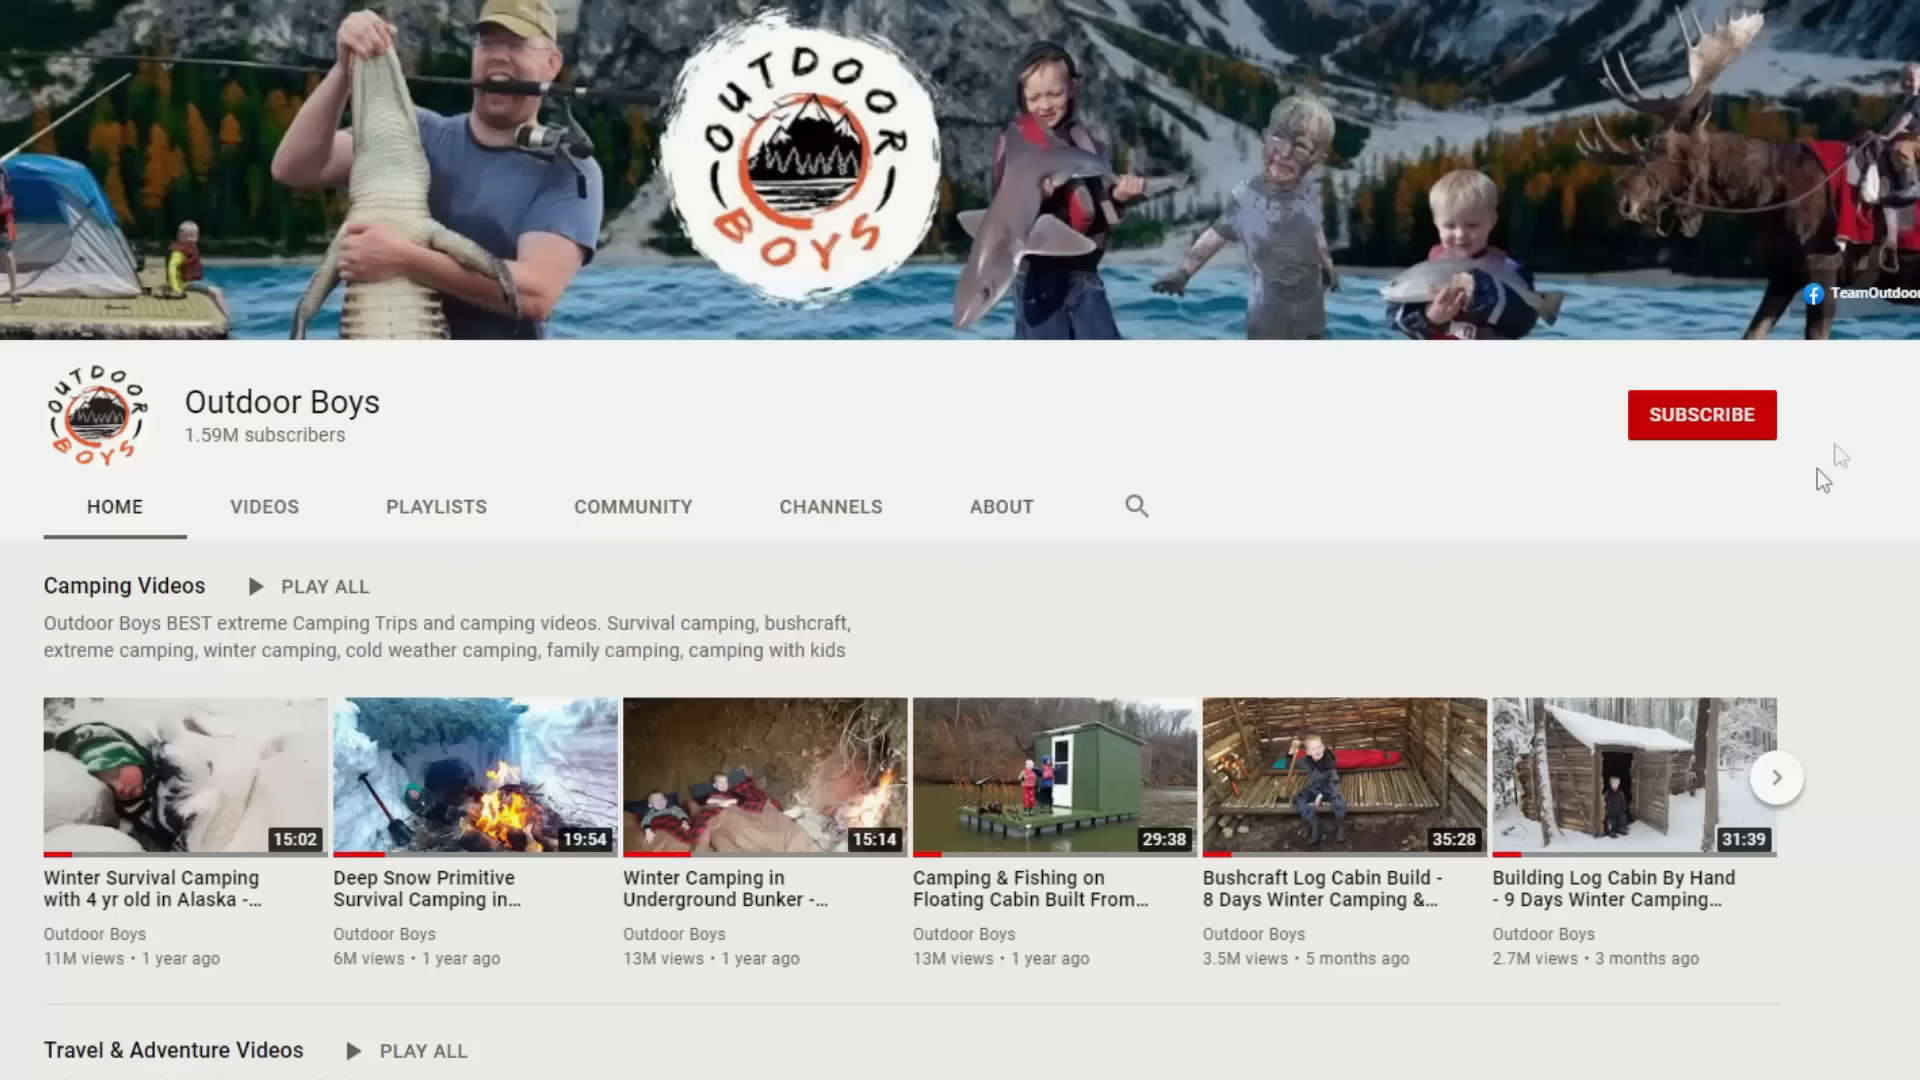 OUTDOOR
BOYS
TeamOutdoor
OUTDOOR
BOYS
Outdoor Boys
1.59M subscribers
SUBSCRIBE
HOME VIDEOS PLAYLISTS COMMUNITY CHANNELS ABOUT
Camping Videos PLAY ALL
Outdoor Boys BEST extreme Camping Trips and camping videos. Survival camping, bushcraft,
extreme camping, winter camping, cold weather camping, family camping, camping with kids
15:02
Winter Survival Camping
with 4 yr old in Alaska -...
Outdoor Boys
11M views • 1 year ago
19:54
Deep Snow Primitive
Survival Camping in...
Outdoor Boys
6M views • 1 year ago
15:14
Winter Camping in
Underground Bunker -...
Outdoor Boys
13M views • 1 year ago
29:38
Camping & Fishing on
Floating Cabin Built From...
Outdoor Boys
13M views • 1 year ago
35:28
Bushcraft Log Cabin Build -
8 Days Winter Camping &...
Outdoor Boys
3.5M views • 5 months ago
31:39
Building Log Cabin By Hand
- 9 Days Winter Camping...
Outdoor Boys
2.7M views • 3 months ago
Travel & Adventure Videos PLAY ALL